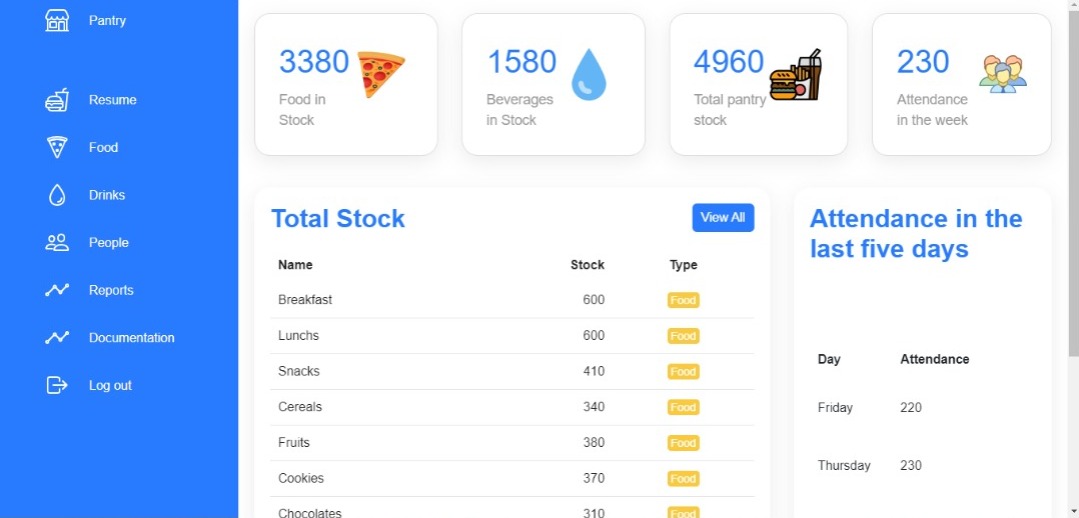 Pantry
Resume
Food
Drinks
People
Reports
Documentation
Log out
3380
Food in
Stock
1580
Beverages
in Stock
4960
Total pantry
stock
230
Attendance
in the week
Total Stock
View All
Name Stock Type
Breakfast 600 Food
Lunchs 600 Food
Snacks 410 Food
Cereals 340 Food
Fruits 380 Food
Cookies 370 Food
Chocolates 310 Food
Attendance in the
last five days
Day Attendance
Friday 220
Thursday 230